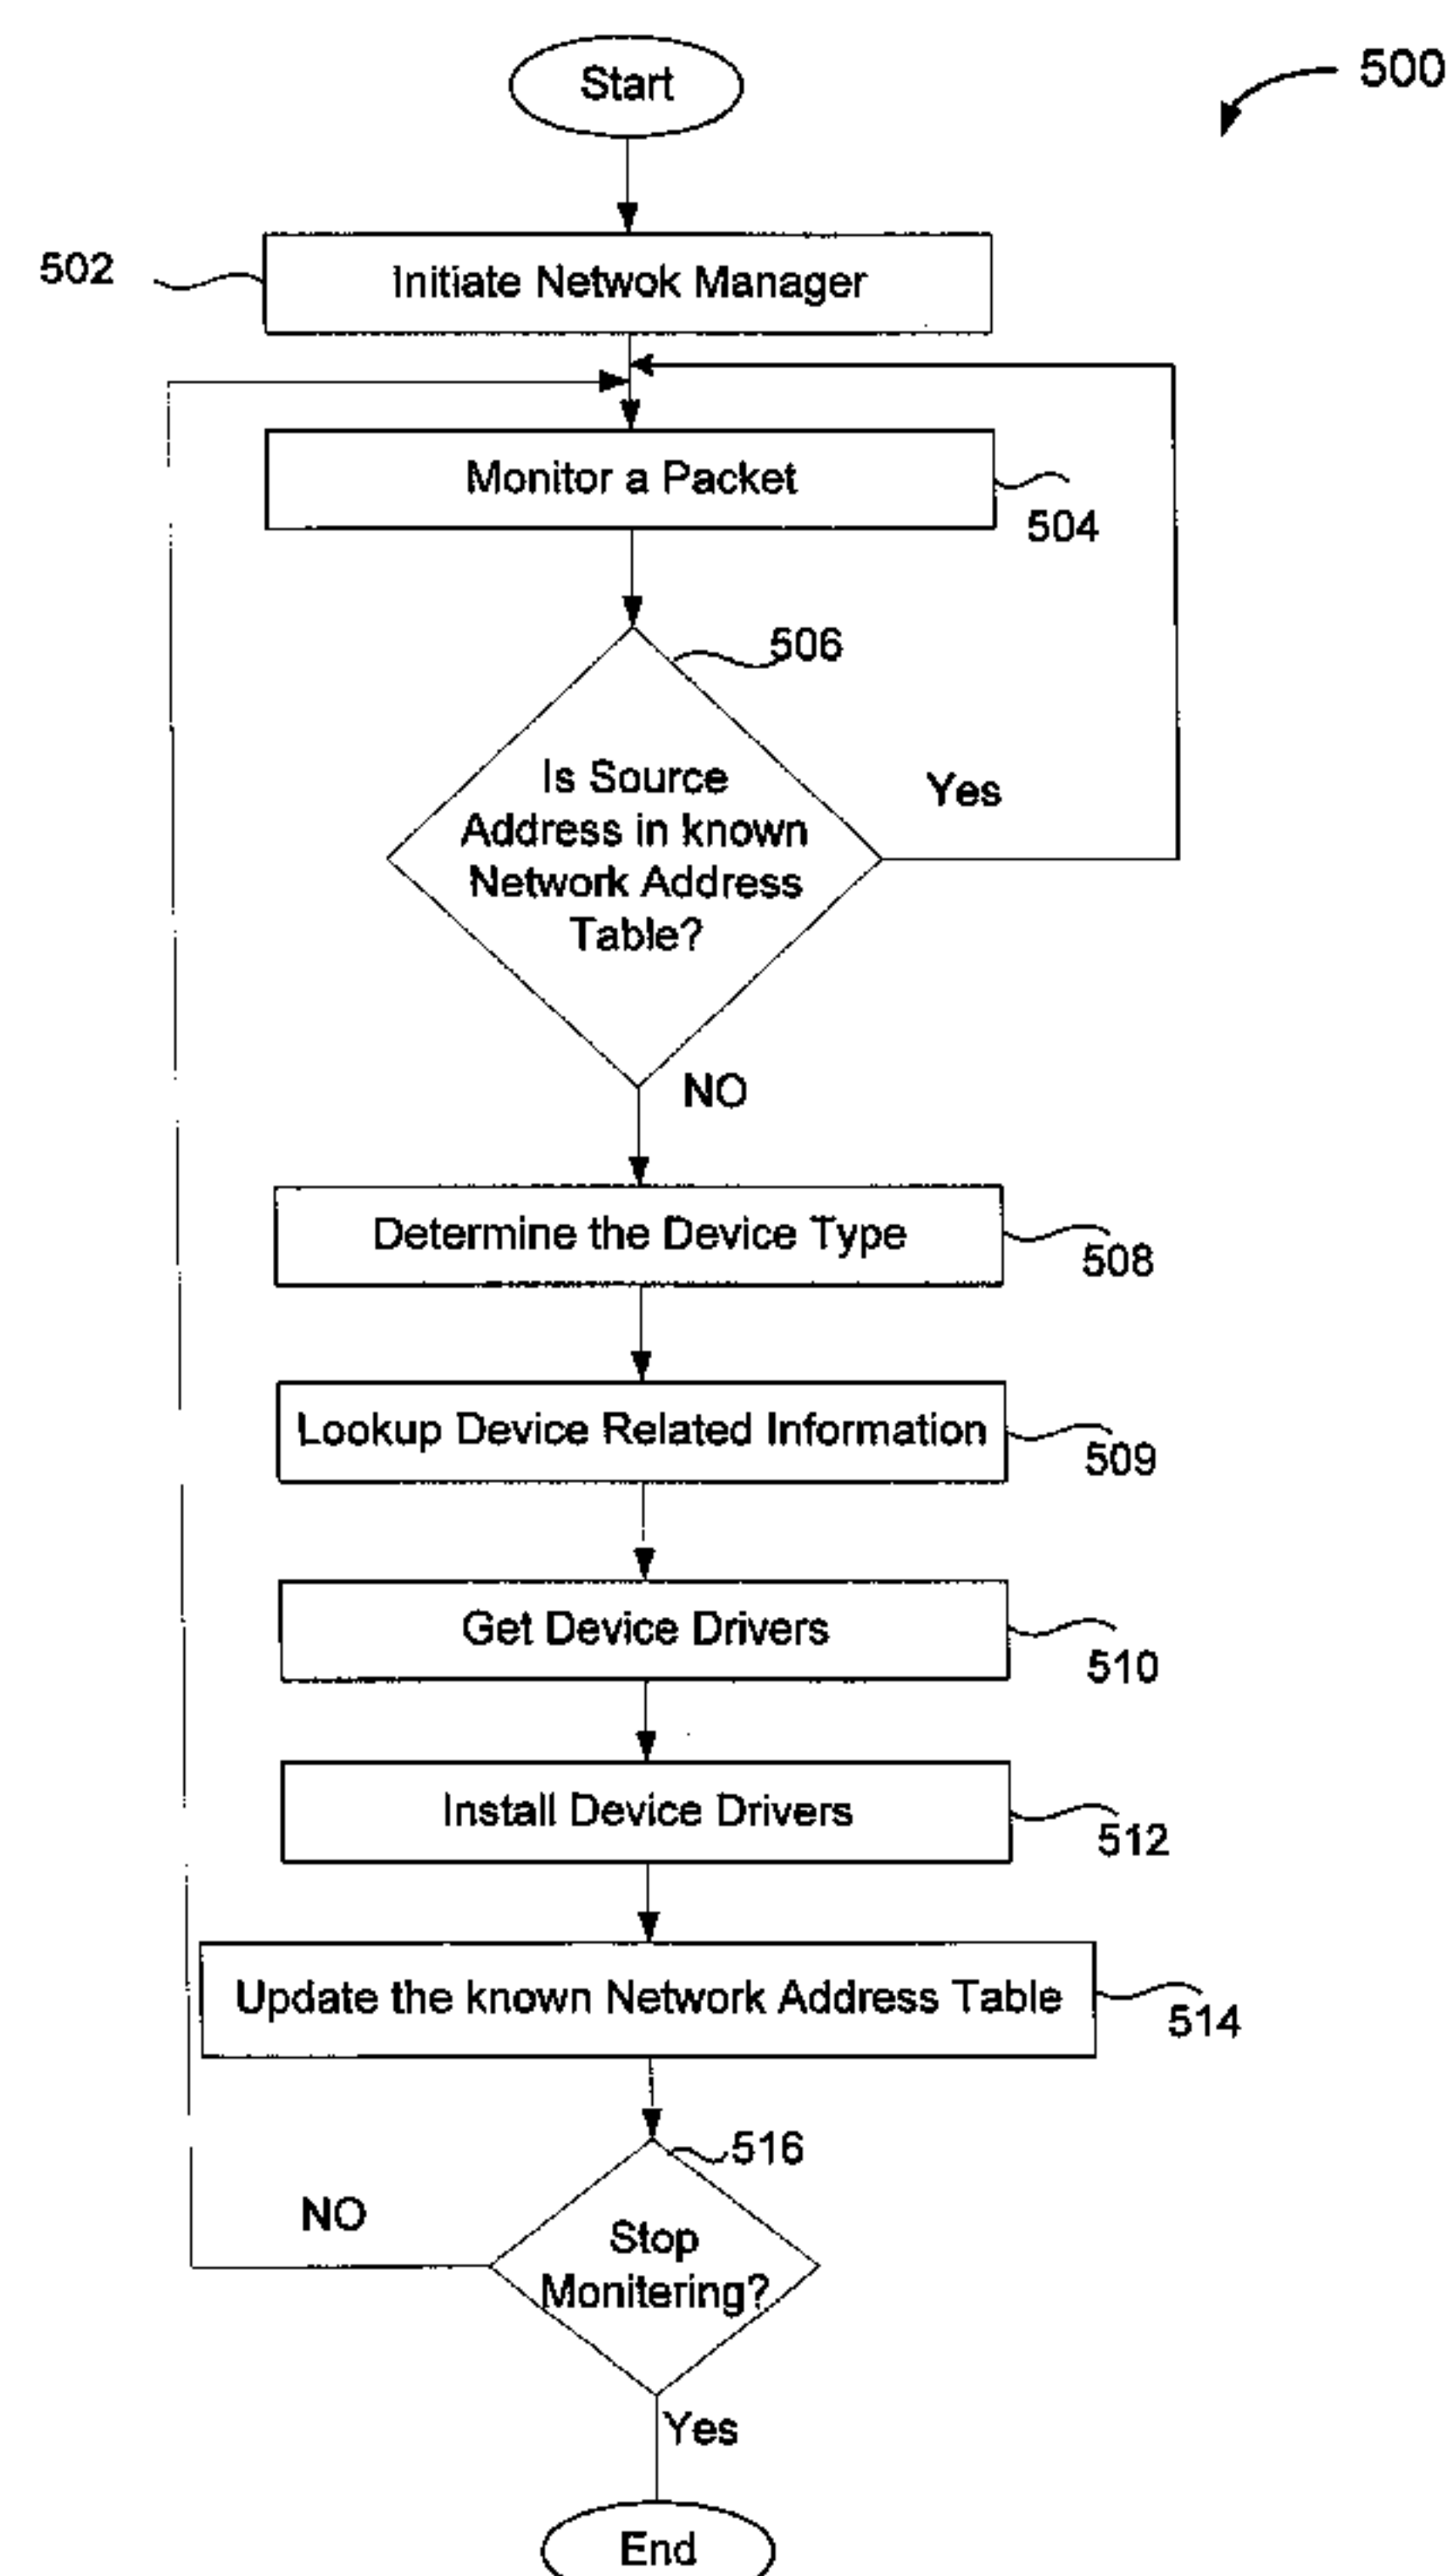 Start
500
502
Initiate Netwok Manager
Monitor a Packet
504
506
Is Source
Address in known
Network Address
Table?
Yes
NO
Determine the Device Type
508
Lookup Device Related Information
509
Get Device Drivers
510
Install Device Drivers
512
Update the known Network Address Table
514
516
NO
Stop
Monitering?
Yes
End